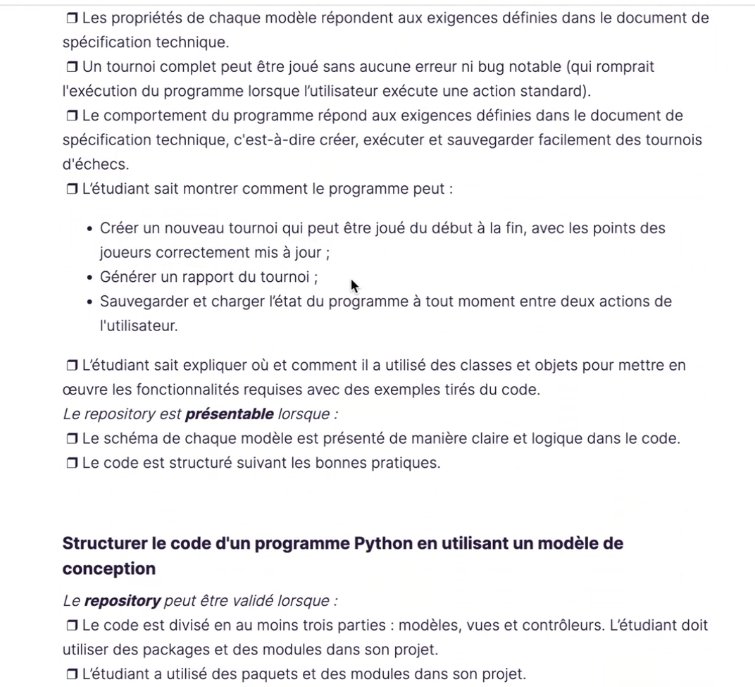 ❒ Les propriétés de chaque modèle répondent aux exigences définies dans le document de
spécification technique.
❒ Un tournoi complet peut être joué sans aucune erreur ni bug notable (qui romprait
l'exécution du programme lorsque l’utilisateur exécute une action standard).
❒ Le comportement du programme répond aux exigences définies dans le document de
spécification technique, c'est-à-dire créer, exécuter et sauvegarder facilement des tournois
d'échecs.
❒ L’étudiant sait montrer comment le programme peut :
• Créer un nouveau tournoi qui peut être joué du début à la fin, avec les points des
joueurs correctement mis à jour ;
• Générer un rapport du tournoi ;
• Sauvegarder et charger l’état du programme à tout moment entre deux actions de
l'utilisateur.
❒ L’étudiant sait expliquer où et comment il a utilisé des classes et objets pour mettre en
œuvre les fonctionnalités requises avec des exemples tirés du code.
Le repository est présentable lorsque :
❒ Le schéma de chaque modèle est présenté de manière claire et logique dans le code.
❒ Le code est structuré suivant les bonnes pratiques.
Structurer le code d'un programme Python en utilisant un modèle de
conception
Le repository peut être validé lorsque :
❒ Le code est divisé en au moins trois parties : modèles, vues et contrôleurs. L’étudiant doit
utiliser des packages et des modules dans son projet.
❒ L’étudiant a utilisé des paquets et des modules dans son projet.